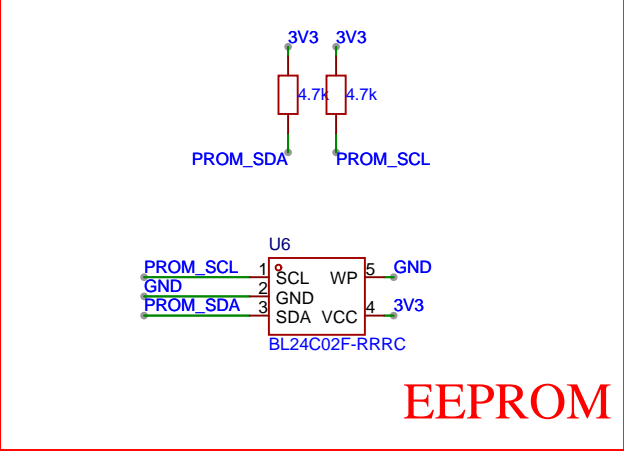 3V3 3V3
4.7k 4.7k
PROM_SDA PROM_SCL
U6
PROM_SCL 1 SCL WP 5 GND
GND 2 GND
PROM_SDA 3 SDA VCC 4 3V3
BL24C02F-RRRC
EEPROM